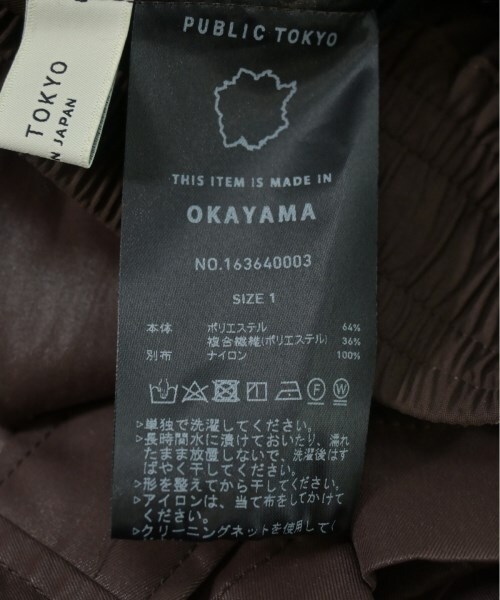 TOKYO
IN JAPAN
PUBLIC TOKYO
THIS ITEM IS MADE IN
OKAYAMA
NO.163640003
SIZE 1
本体 ポリエステル 64%
複合繊維(ポリエステル) 36%
別布 ナイロン 100%
F W
▷単独で洗濯してください。
▷長時間水に漬けておいたり、濡れ
たまま放置しないで、洗濯後はす
ばやく干してください。
▷形を整えてから干してください。
▷アイロンは、当て布をしてかけて
ください。
▷クリーニングネットを使用して(